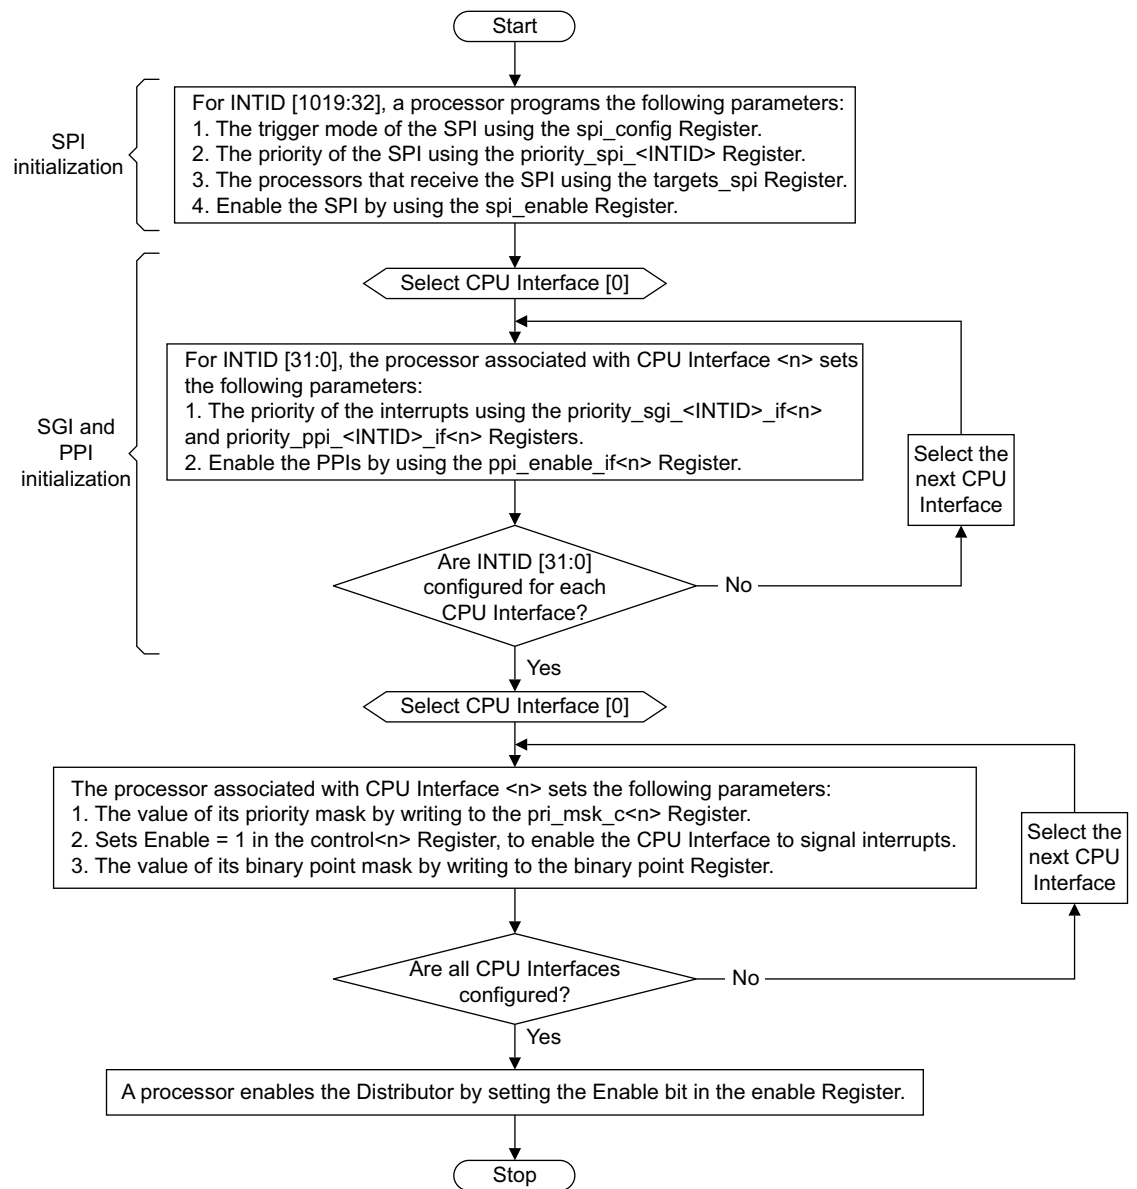 Start
SPI
initialization
For INTID [1019:32], a processor programs the following parameters:
1. The trigger mode of the SPI using the spi_config Register.
2. The priority of the SPI using the priority_spi_<INTID> Register.
3. The processors that receive the SPI using the targets_spi Register.
4. Enable the SPI by using the spi_enable Register.
Select CPU Interface [0]
SGI and
PPI
initialization
For INTID [31:0], the processor associated with CPU Interface <n> sets
the following parameters:
1. The priority of the interrupts using the priority_sgi_<INTID>_if<n>
and priority_ppi_<INTID>_if<n> Registers.
2. Enable the PPIs by using the ppi_enable_if<n> Register.
Select the
next CPU
Interface
Are INTID [31:0]
configured for each
CPU Interface?
No
Yes
Select CPU Interface [0]
The processor associated with CPU Interface <n> sets the following parameters:
1. The value of its priority mask by writing to the pri_msk_c<n> Register.
2. Sets Enable = 1 in the control<n> Register, to enable the CPU Interface to signal interrupts.
3. The value of its binary point mask by writing to the binary point Register.
Select the
next CPU
Interface
Are all CPU Interfaces
configured?
No
Yes
A processor enables the Distributor by setting the Enable bit in the enable Register.
Stop